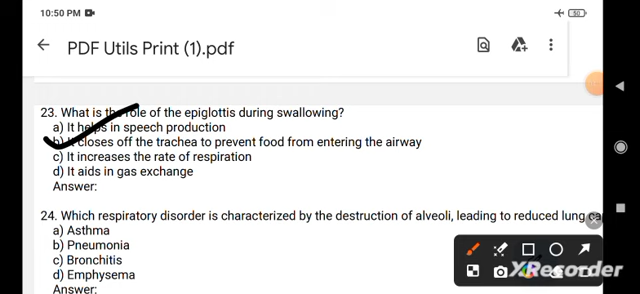 10:50 PM
50
PDF Utils Print (1).pdf
23. What is the role of the epiglottis during swallowing?
a) It helps in speech production
b) It closes off the trachea to prevent food from entering the airway
c) It increases the rate of respiration
d) It aids in gas exchange
Answer:
24. Which respiratory disorder is characterized by the destruction of alveoli, leading to reduced lung ca
a) Asthma
b) Pneumonia
c) Bronchitis
d) Emphysema
Answer:
XRecorder